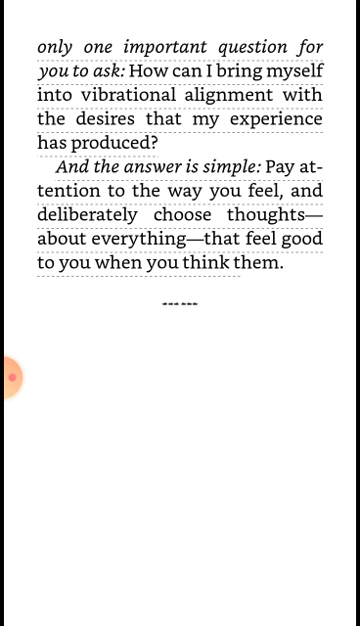 only one important question for
you to ask: How can I bring myself
into vibrational alignment with
the desires that my experience
has produced?
And the answer is simple: Pay at-
tention to the way you feel, and
deliberately choose thoughts—
about everything—that feel good
to you when you think them.
------